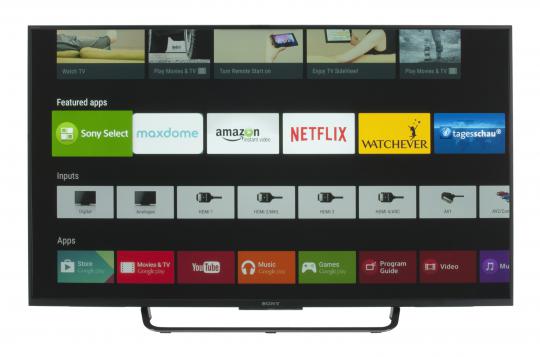 Watch TV
Play Movies & TV
Turn Remote Start on
Enjoy TV SideView!
Play Movies & TV
Featured apps
Sony Select
maxdome
amazon
instant video
NETFLIX
WATCHEVER
tagesschau
Inputs
Digital
Analogue
HDMI 1
HDMI 2/MHL
HDMI 3
HDMI 4/ARC
AV1
AV2/Com
Apps
Store
Google play
Movies & TV
Google play
YouTube
Music
Google play
Games
Google play
Program
Guide
Video
Mu
SONY